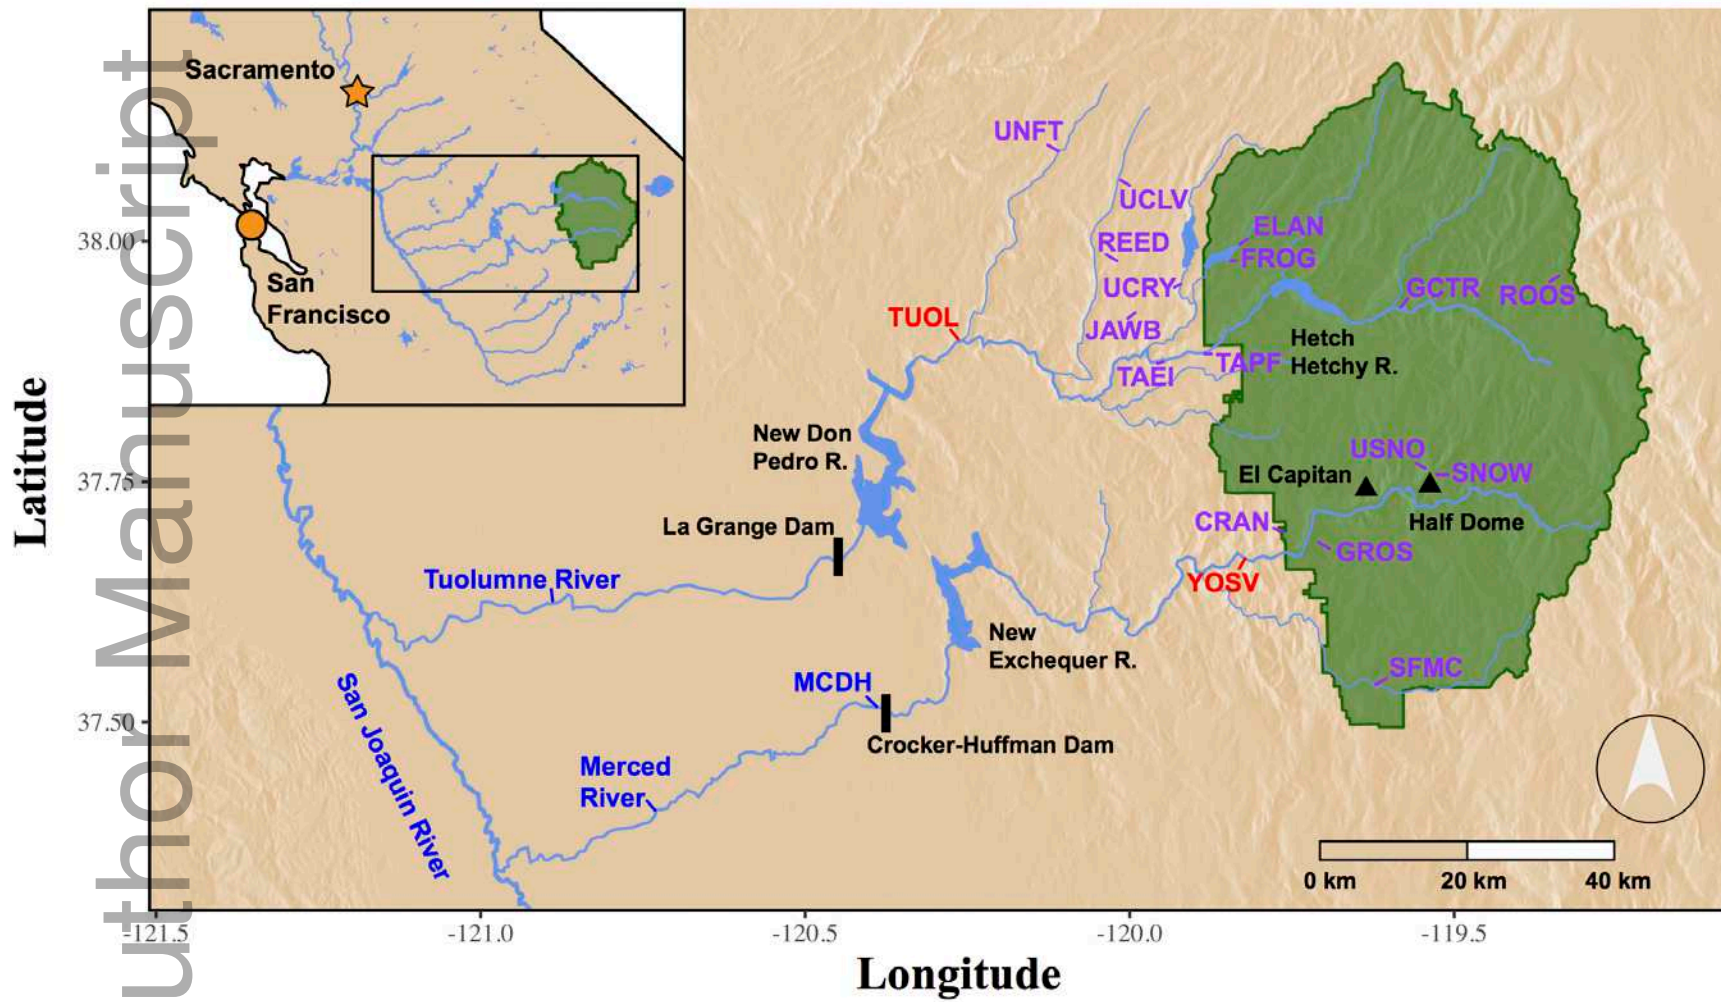 Sacramento
San
Francisco
UNFT
UCLV
REED
UCRY
JAWB
TAEI
TAPF
ELAN
FROG
GCTR
ROOS
Hetch
Hetchy R.
TUOL
New Don
Pedro R.
La Grange Dam
Tuolumne River
USNO
SNOW
El Capitan
Half Dome
CRAN
GROS
YOSV
SFMC
New
Exchequer R.
MCDH
Crocker-Huffman Dam
Merced
River
San Joaquin River
0 km
20 km
40 km
38.00
37.75
37.50
Latitude
-121.5
-121.0
-120.5
-120.0
-119.5
Longitude
uthor Manuscript